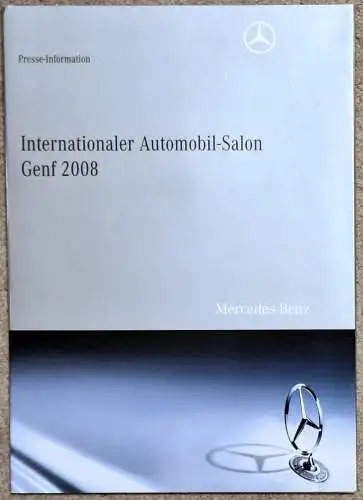 Presse-Information
Internationaler Automobil-Salon
Genf 2008
Mercedes-Benz